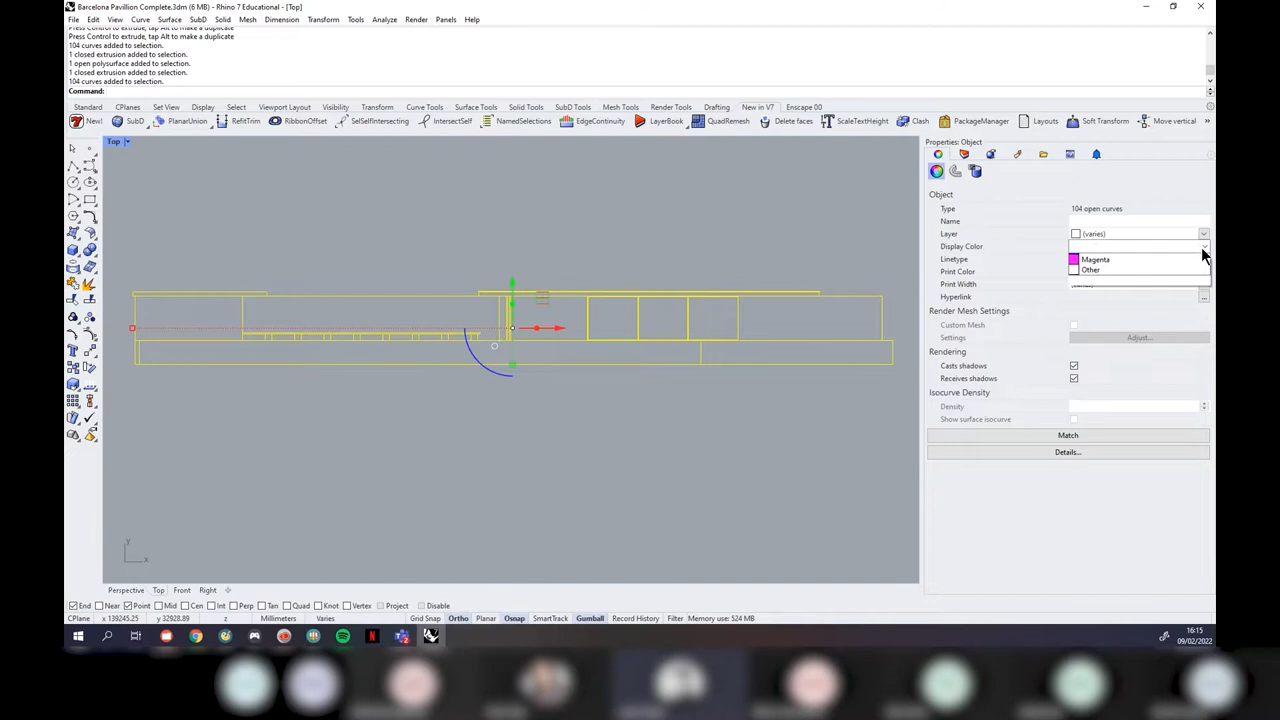 Barcelona Pavillion Complete.3dm (6 MB) - Rhino 7 Educational - [Top]
File Edit View Curve Surface SubD Solid Mesh Dimension Transform Tools Analyze Render Panels Help
Press Control to extrude, tap Alt to make a duplicate
Press Control to extrude, tap Alt to make a duplicate
104 curves added to selection.
1 closed extrusion added to selection.
1 open polysurface added to selection.
1 closed extrusion added to selection.
104 curves added to selection.
Command:
Standard CPlanes Set View Display Select Viewport Layout Visibility Transform Curve Tools Surface Tools Solid Tools SubD Tools Mesh Tools Render Tools Drafting New in V7 Enscape 00
New! SubD PlanarUnion RefitTrim RibbonOffset SelSelfIntersecting IntersectSelf NamedSelections EdgeContinuity LayerBook QuadRemesh Delete faces ScaleTextHeight Clash PackageManager Layouts Soft Transform Move vertical »
Top
Properties: Object
Object
Type 104 open curves
Name
Layer (varies)
Display Color
Linetype Magenta
Print Color Other
Print Width
Hyperlink ...
Render Mesh Settings
Custom Mesh
Settings Adjust...
Rendering
Casts shadows
Receives shadows
Isocurve Density
Density
Show surface isocurve
Match
Details...
y
x
Perspective Top Front Right
End Near Point Mid Cen Int Perp Tan Quad Knot Vertex Project Disable
CPlane x 139245.25 y 32928.89 z Millimeters Varies Grid Snap Ortho Planar Osnap SmartTrack Gumball Record History Filter Memory use: 524 MB
16:15
09/02/2022